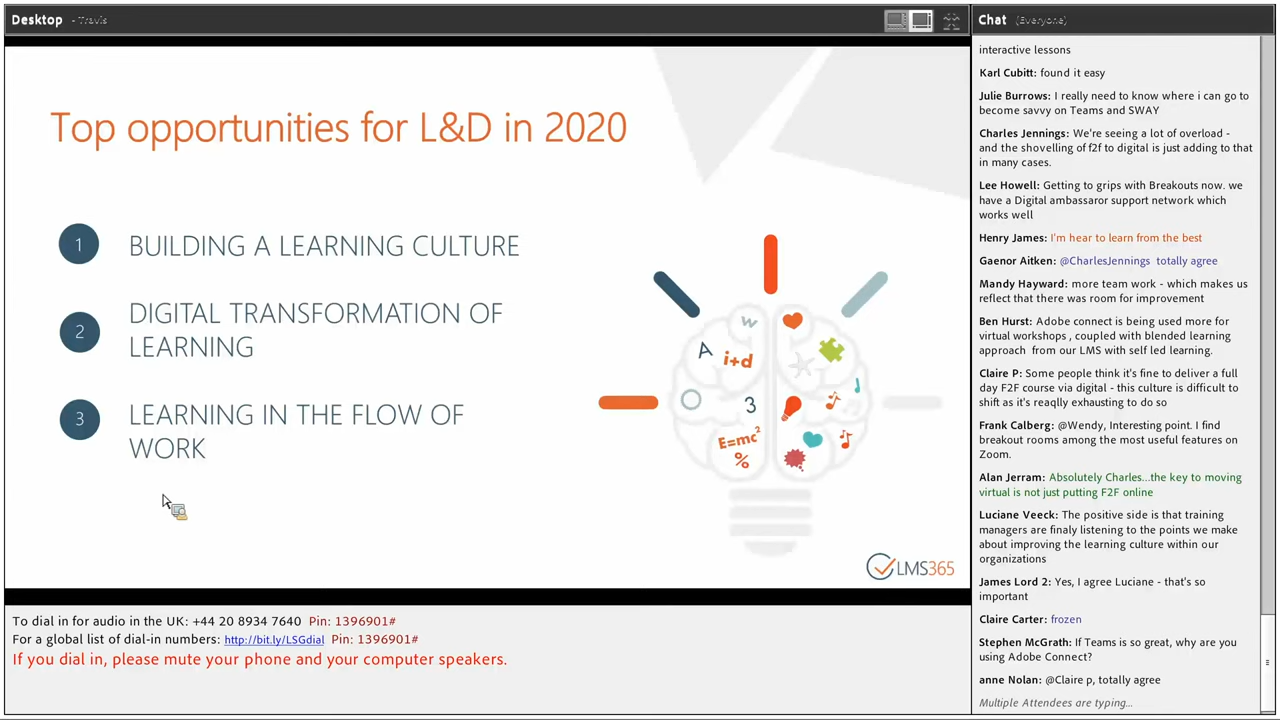 Desktop - Travis
Top opportunities for L&D in 2020
1 BUILDING A LEARNING CULTURE
2 DIGITAL TRANSFORMATION OF
LEARNING
3 LEARNING IN THE FLOW OF
WORK
W
A
i+d
3
E=mc²
%
LMS365
To dial in for audio in the UK: +44 20 8934 7640 Pin: 1396901#
For a global list of dial-in numbers: http://bit.ly/LSGdial Pin: 1396901#
If you dial in, please mute your phone and your computer speakers.
Chat (Everyone)
interactive lessons
Karl Cubitt: found it easy
Julie Burrows: I really need to know where i can go to
become savvy on Teams and SWAY
Charles Jennings: We're seeing a lot of overload -
and the shovelling of f2f to digital is just adding to that
in many cases.
Lee Howell: Getting to grips with Breakouts now. we
have a Digital ambassaror support network which
works well
Henry James: I'm hear to learn from the best
Gaenor Aitken: @CharlesJennings totally agree
Mandy Hayward: more team work - which makes us
reflect that there was room for improvement
Ben Hurst: Adobe connect is being used more for
virtual workshops , coupled with blended learning
approach from our LMS with self led learning.
Claire P: Some people think it's fine to deliver a full
day F2F course via digital - this culture is difficult to
shift as it's reaqlly exhausting to do so
Frank Calberg: @Wendy, Interesting point. I find
breakout rooms among the most useful features on
Zoom.
Alan Jerram: Absolutely Charles...the key to moving
virtual is not just putting F2F online
Luciane Veeck: The positive side is that training
managers are finaly listening to the points we make
about improving the learning culture within our
organizations
James Lord 2: Yes, I agree Luciane - that's so
important
Claire Carter: frozen
Stephen McGrath: If Teams is so great, why are you
using Adobe Connect?
anne Nolan: @Claire p, totally agree
Multiple Attendees are typing...